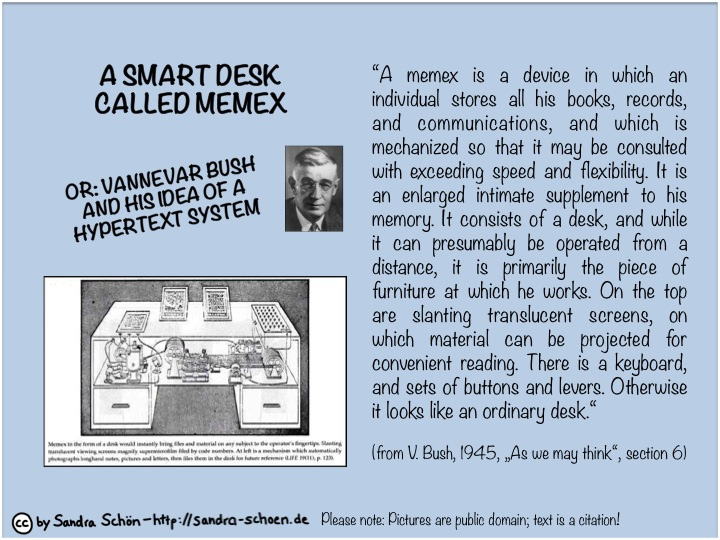 A SMART DESK
CALLED MEMEX
OR: VANNEVAR BUSH
AND HIS IDEA OF A
HYPERTEXT SYSTEM
Memex in the form of a desk would instantly bring files and material on any subject to the operator's fingertips. Slanting
translucent viewing screens magnify supermicrofilm filed by code numbers. At left is a mechanism which automatically
photographs longhand notes, pictures and letters, then files them in the desk for future reference (LIFE 19(11), p. 123).
“A memex is a device in which an
individual stores all his books, records,
and communications, and which is
mechanized so that it may be consulted
with exceeding speed and flexibility. It is
an enlarged intimate supplement to his
memory. It consists of a desk, and while
it can presumably be operated from a
distance, it is primarily the piece of
furniture at which he works. On the top
are slanting translucent screens, on
which material can be projected for
convenient reading. There is a keyboard,
and sets of buttons and levers. Otherwise
it looks like an ordinary desk.“
(from V. Bush, 1945, „As we may think“, section 6)
cc by Sandra Schön – http://sandra-schoen.de Please note: Pictures are public domain; text is a citation!